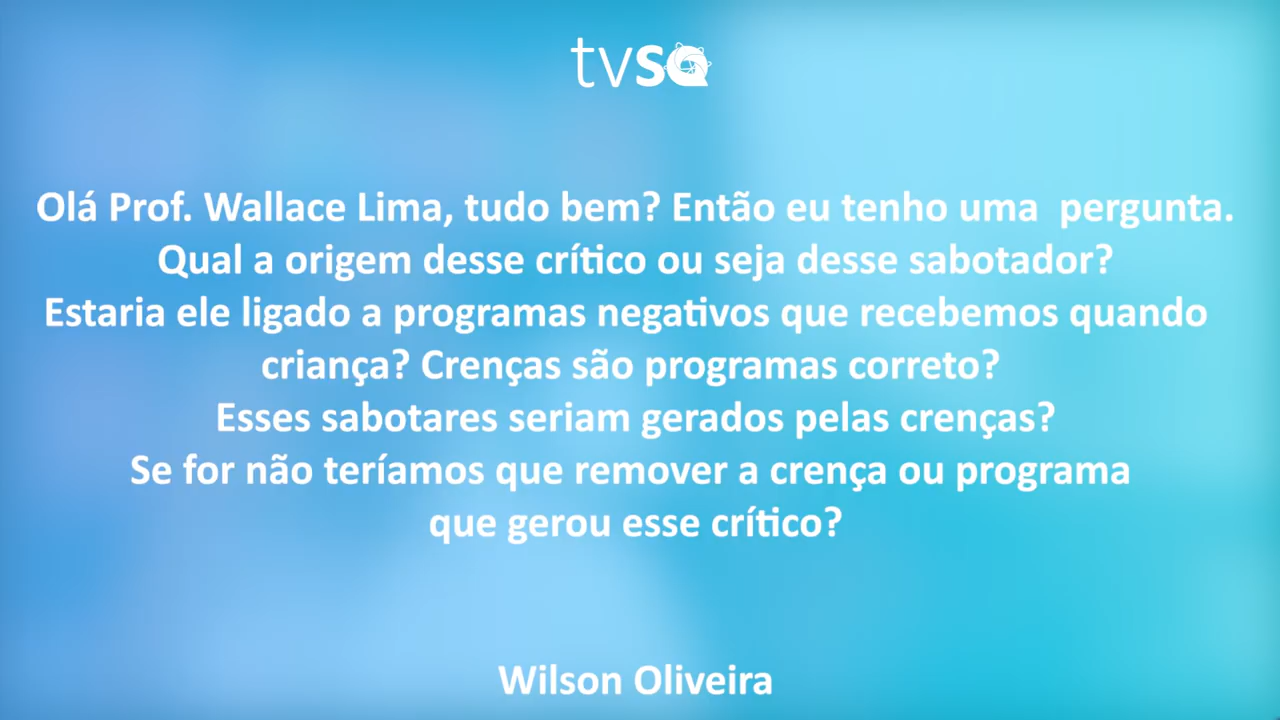 tvsa
Olá Prof. Wallace Lima, tudo bem? Então eu tenho uma  pergunta.
Qual a origem desse crítico ou seja desse sabotador?
Estaria ele ligado a programas negativos que recebemos quando
criança? Crenças são programas correto?
Esses sabotares seriam gerados pelas crenças?
Se for não teríamos que remover a crença ou programa
que gerou esse crítico?
Wilson Oliveira